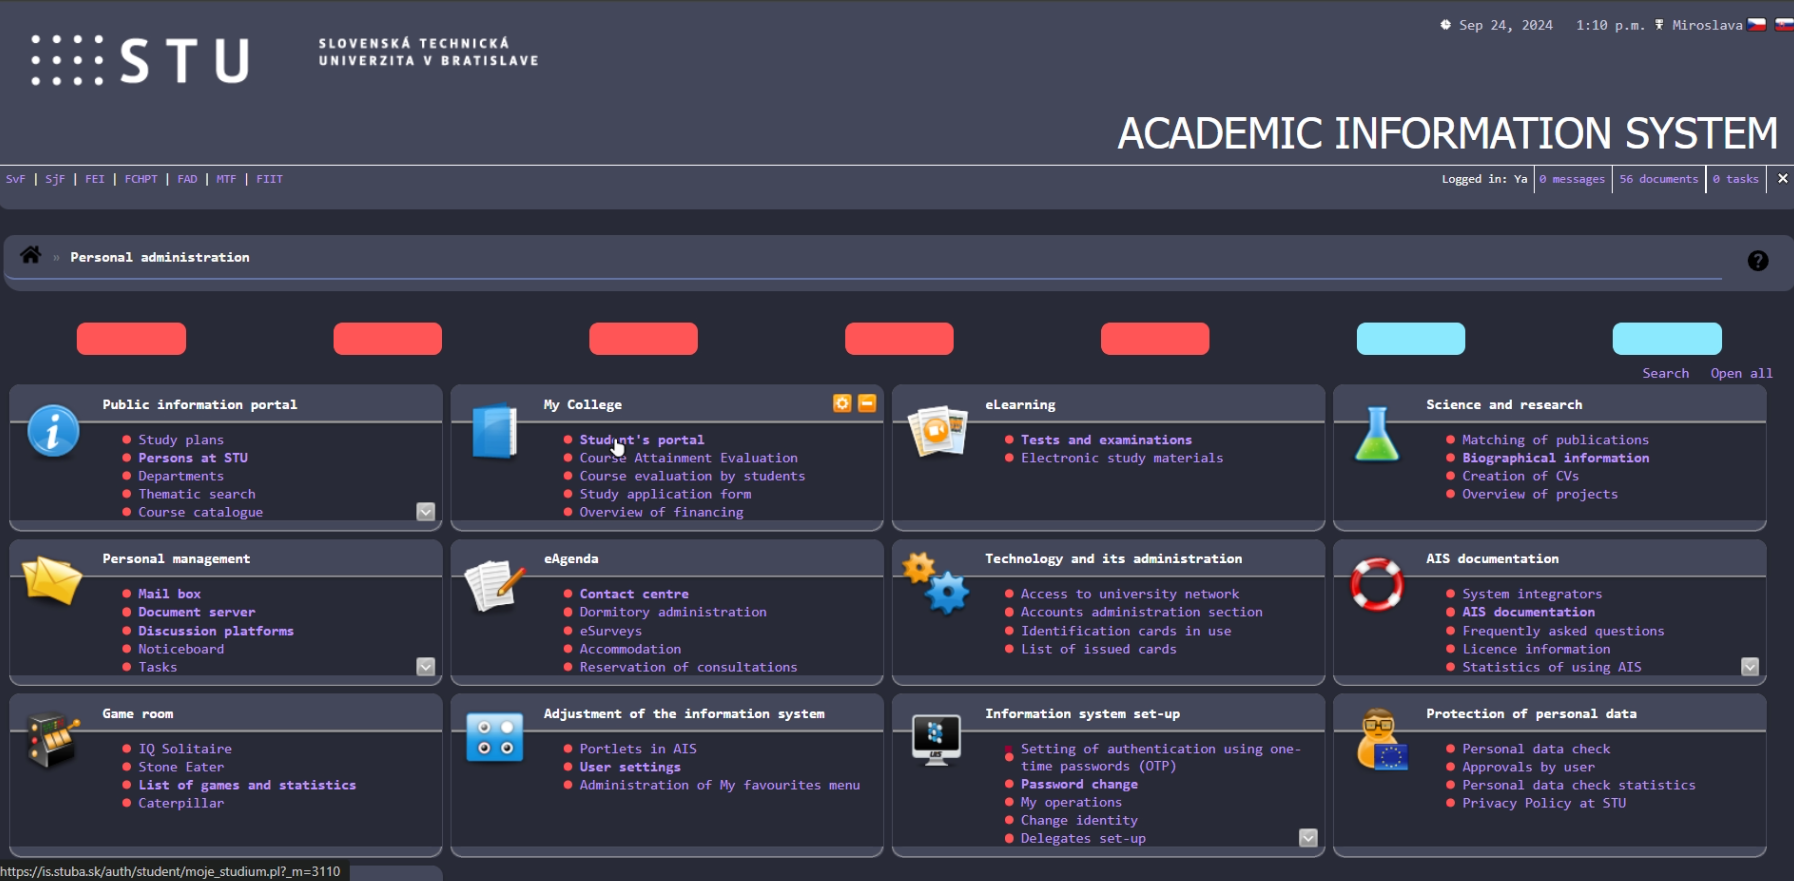 Sep 24, 2024 1:10 p.m. Miroslava
STU
SLOVENSKÁ TECHNICKÁ
UNIVERZITA V BRATISLAVE
ACADEMIC INFORMATION SYSTEM
SvF | SjF | FEI | FCHPT | FAD | MTF | FIIT
Logged in: Ya 0 messages 56 documents 0 tasks
» Personal administration
Search Open all
Public information portal
Study plans
Persons at STU
Departments
Thematic search
Course catalogue
My College
Student's portal
Course Attainment Evaluation
Course evaluation by students
Study application form
Overview of financing
eLearning
Tests and examinations
Electronic study materials
Science and research
Matching of publications
Biographical information
Creation of CVs
Overview of projects
Personal management
Mail box
Document server
Discussion platforms
Noticeboard
Tasks
eAgenda
Contact centre
Dormitory administration
eSurveys
Accommodation
Reservation of consultations
Technology and its administration
Access to university network
Accounts administration section
Identification cards in use
List of issued cards
AIS documentation
System integrators
AIS documentation
Frequently asked questions
Licence information
Statistics of using AIS
Game room
IQ Solitaire
Stone Eater
List of games and statistics
Caterpillar
Adjustment of the information system
Portlets in AIS
User settings
Administration of My favourites menu
Information system set-up
Setting of authentication using one-
time passwords (OTP)
Password change
My operations
Change identity
Delegates set-up
Protection of personal data
Personal data check
Approvals by user
Personal data check statistics
Privacy Policy at STU
https://is.stuba.sk/auth/student/moje_studium.pl?_m=3110